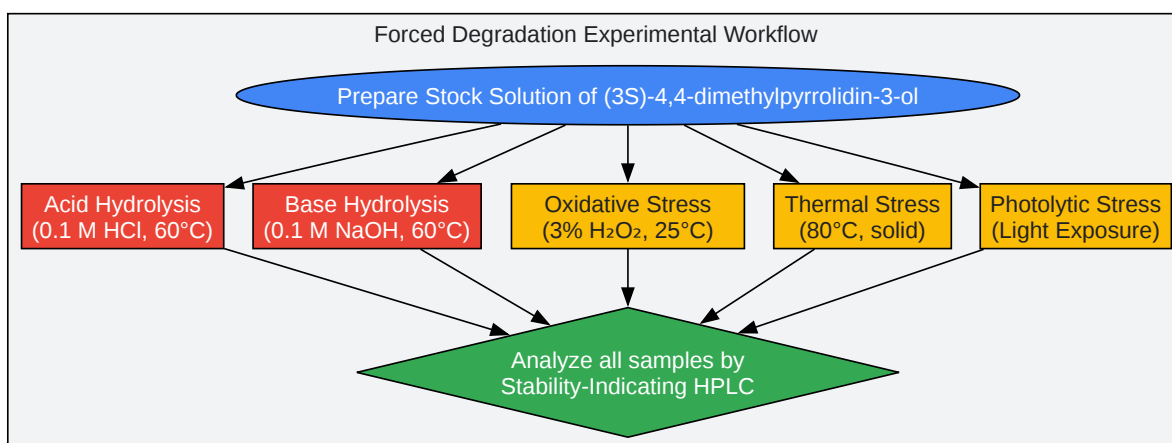 Forced Degradation Experimental Workflow
Prepare Stock Solution of (3S)-4,4-dimethylpyrrolidin-3-ol
Acid Hydrolysis
(0.1 M HCl, 60°C)
Base Hydrolysis
(0.1 M NaOH, 60°C)
Oxidative Stress
(3% H₂O₂, 25°C)
Thermal Stress
(80°C, solid)
Photolytic Stress
(Light Exposure)
Analyze all samples by
Stability-Indicating HPLC